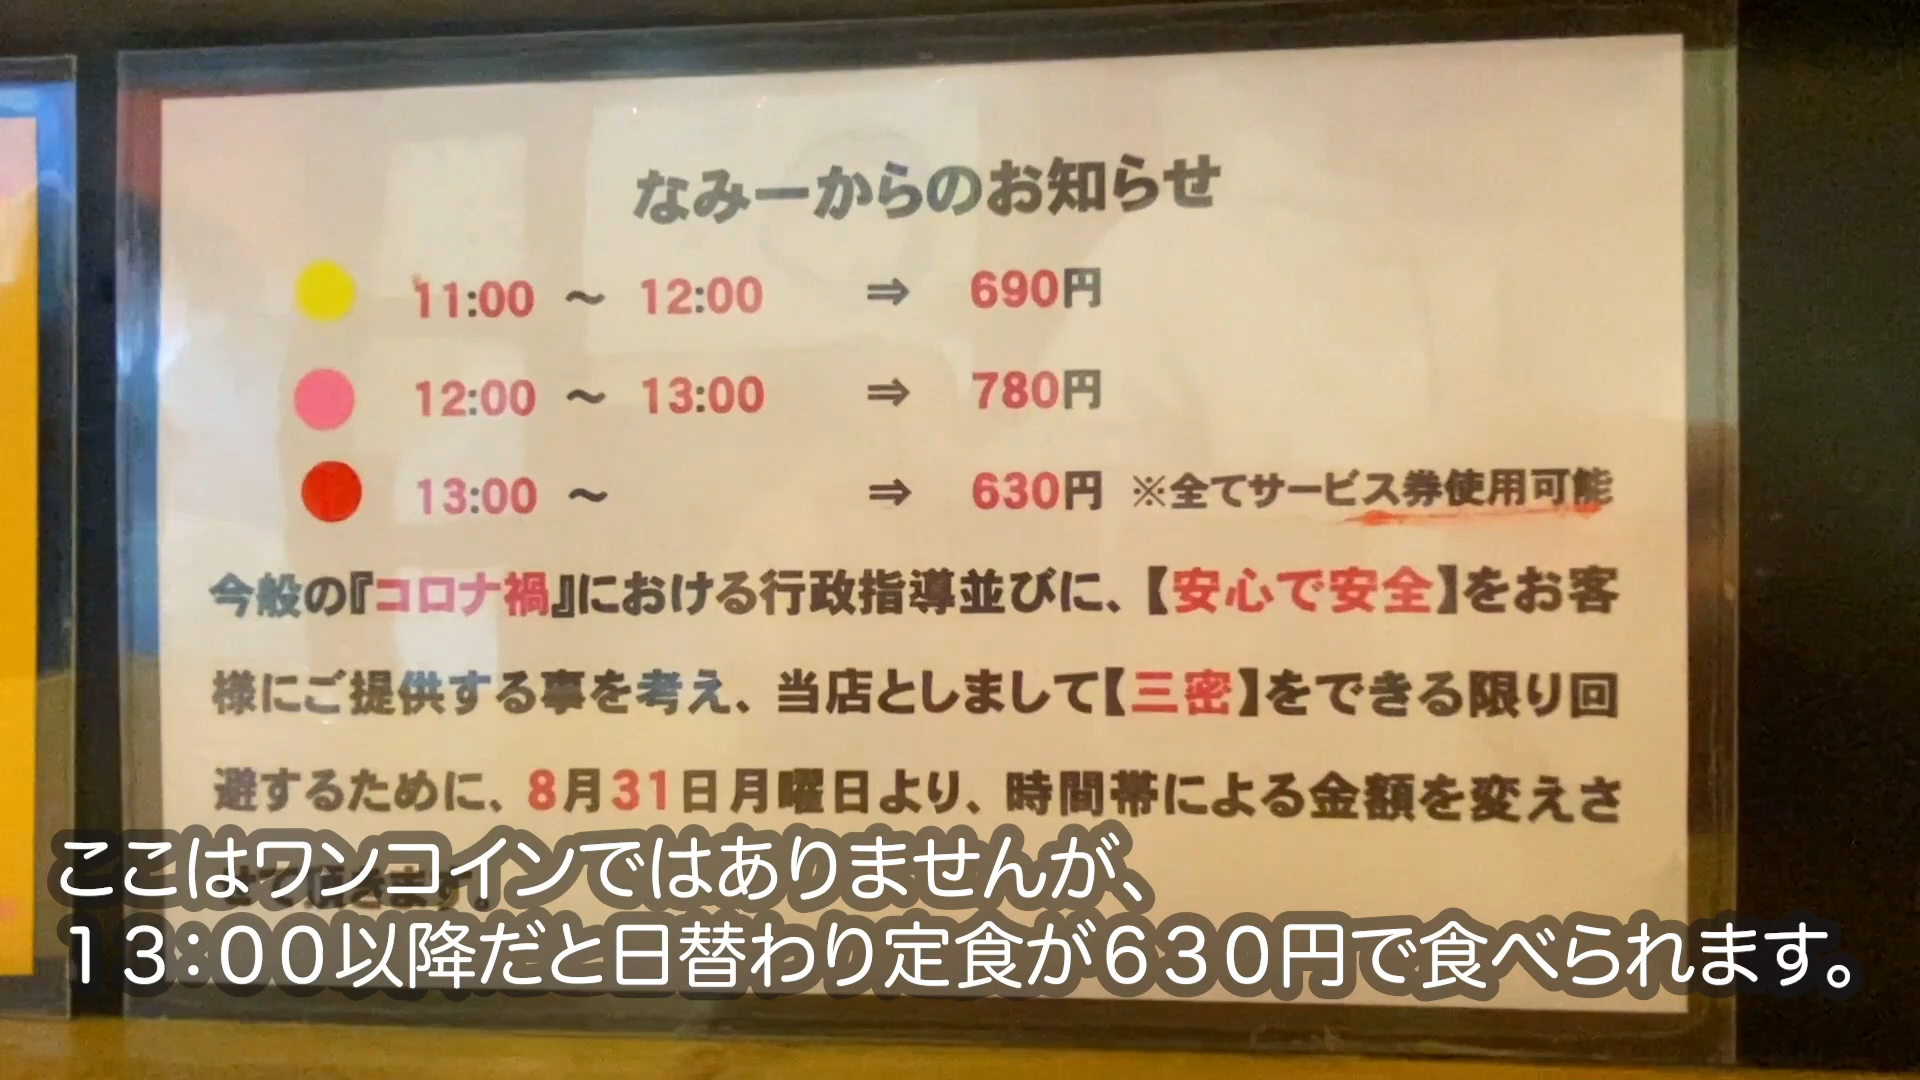 なみーからのお知らせ
11:00 ～ 12:00 ⇒ 690円
12:00 ～ 13:00 ⇒ 780円
13:00 ～ ⇒ 630円 ※全てサービス券使用可能
今般の『コロナ禍』における行政指導並びに、【安心で安全】をお客
様にご提供する事を考え、当店としまして【三密】をできる限り回
避するために、8月31日月曜日より、時間帯による金額を変えさ
せて頂きます。
ここはワンコインではありませんが、
１３：００以降だと日替わり定食が６３０円で食べられます。